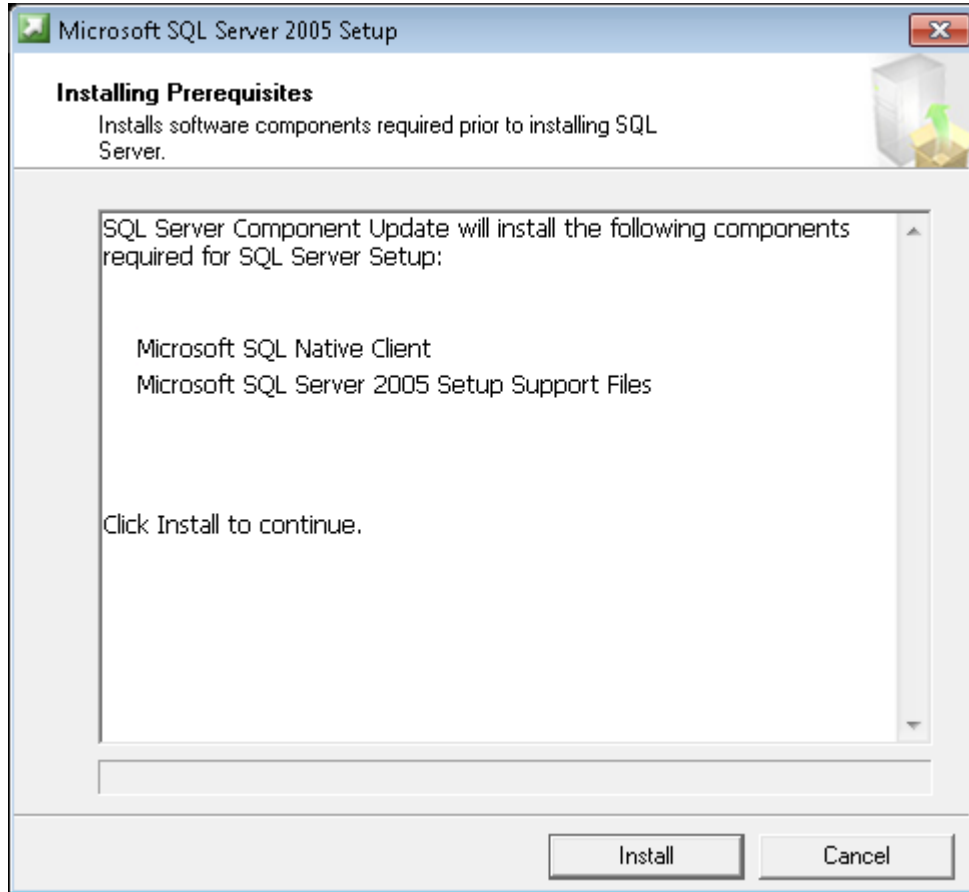 Microsoft SQL Server 2005 Setup
Installing Prerequisites
Installs software components required prior to installing SQL
Server.
SQL Server Component Update will install the following components
required for SQL Server Setup:
Microsoft SQL Native Client
Microsoft SQL Server 2005 Setup Support Files
Click Install to continue.
Install
Cancel